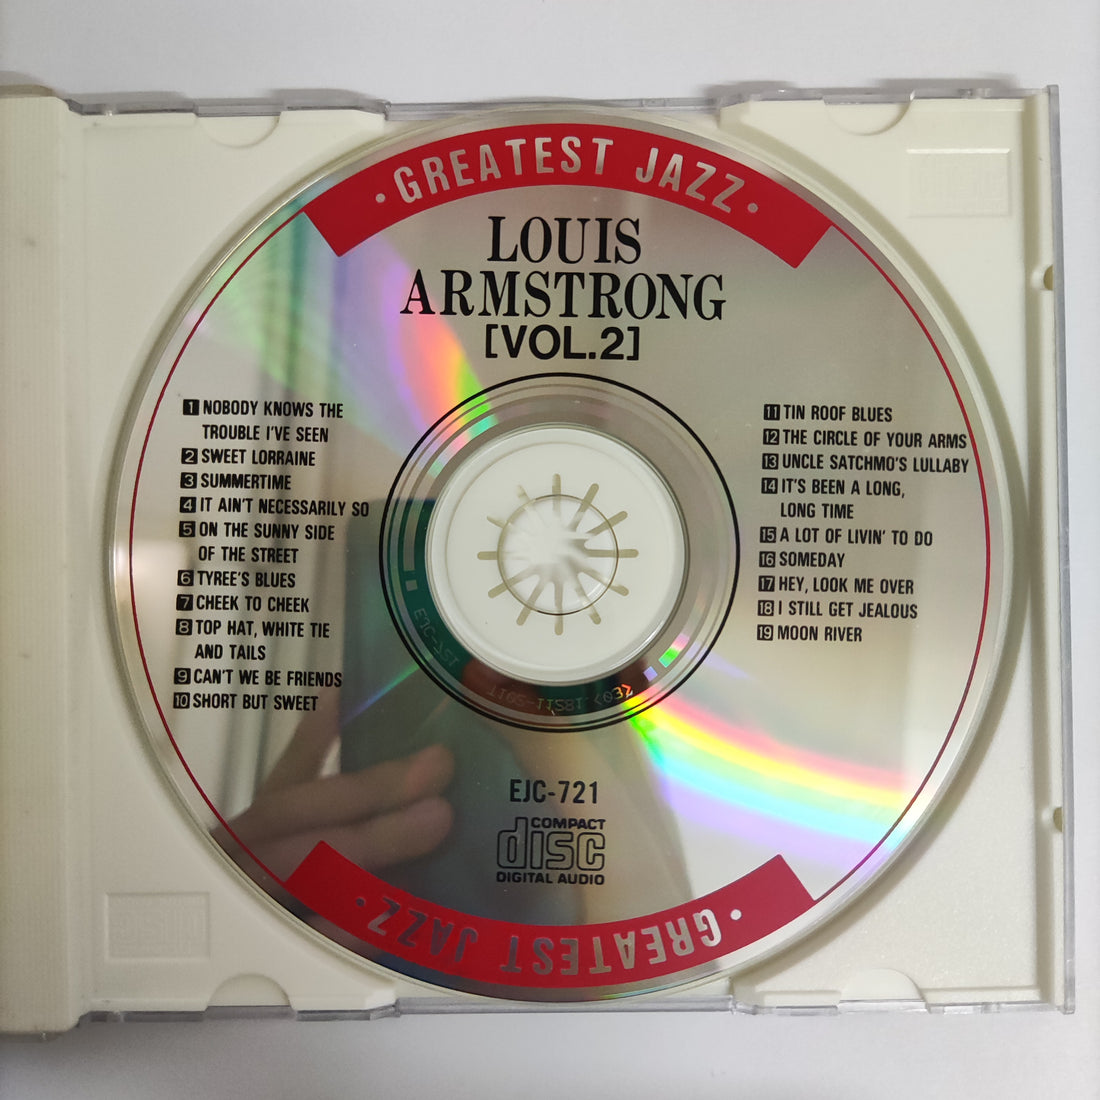 · GREATEST JAZZ ·
LOUIS
ARMSTRONG
[VOL.2]
1 NOBODY KNOWS THE
TROUBLE I'VE SEEN
2 SWEET LORRAINE
3 SUMMERTIME
4 IT AIN'T NECESSARILY SO
5 ON THE SUNNY SIDE
OF THE STREET
6 TYREE'S BLUES
7 CHEEK TO CHEEK
8 TOP HAT, WHITE TIE
AND TAILS
9 CAN'T WE BE FRIENDS
10 SHORT BUT SWEET
11 TIN ROOF BLUES
12 THE CIRCLE OF YOUR ARMS
13 UNCLE SATCHMO'S LULLABY
14 IT'S BEEN A LONG,
LONG TIME
15 A LOT OF LIVIN' TO DO
16 SOMEDAY
17 HEY, LOOK ME OVER
18 I STILL GET JEALOUS
19 MOON RIVER
EJC-721
EJC-721
COMPACT
disc
DIGITAL AUDIO
· GREATEST JAZZ ·